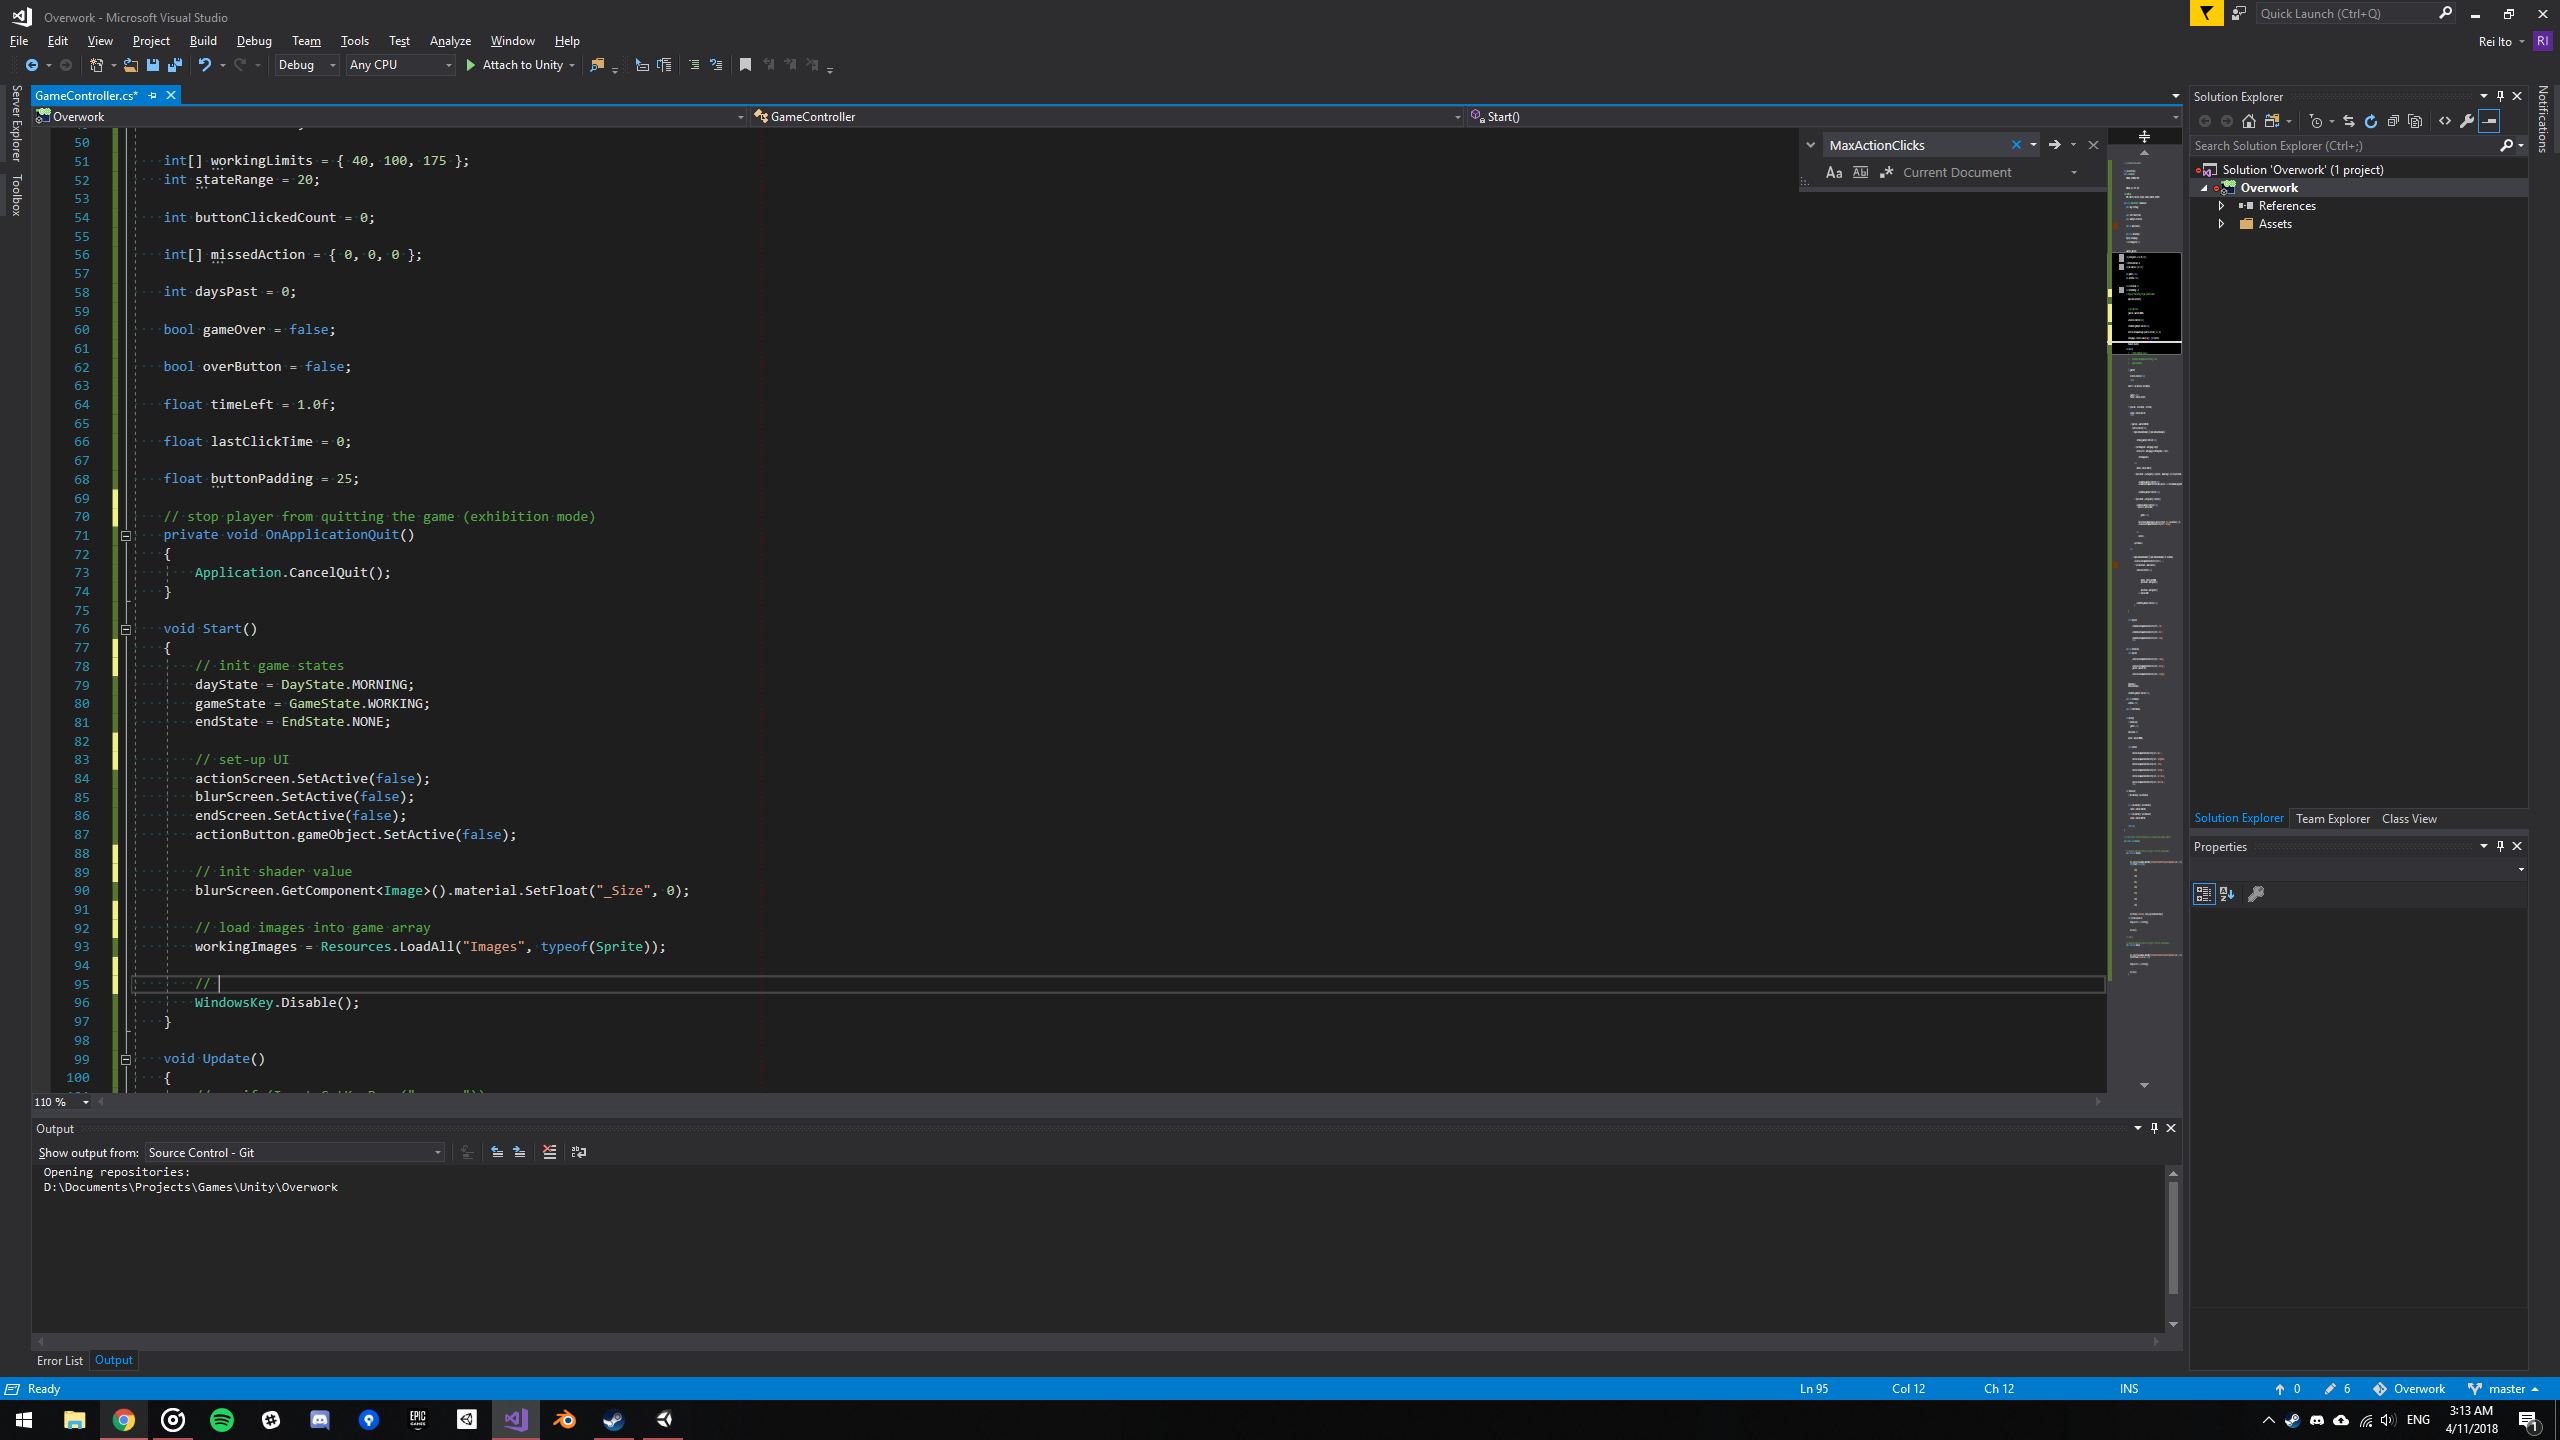 Overwork - Microsoft Visual Studio
Quick Launch (Ctrl+Q)
File Edit View Project Build Debug Team Tools Test Analyze Window Help
Rei Ito RI
Debug Any CPU Attach to Unity
Server Explorer
Toolbox
Notifications
GameController.cs*
Overwork GameController Start()
MaxActionClicks
Aa Current Document
50
51 int[] workingLimits = { 40, 100, 175 };
52 int stateRange = 20;
53
54 int buttonClickedCount = 0;
55
56 int[] missedAction = { 0, 0, 0 };
57
58 int daysPast = 0;
59
60 bool gameOver = false;
61
62 bool overButton = false;
63
64 float timeLeft = 1.0f;
65
66 float lastClickTime = 0;
67
68 float buttonPadding = 25;
69
70 // stop player from quitting the game (exhibition mode)
71 private void OnApplicationQuit()
72 {
73 Application.CancelQuit();
74 }
75
76 void Start()
77 {
78 // init game states
79 dayState = DayState.MORNING;
80 gameState = GameState.WORKING;
81 endState = EndState.NONE;
82
83 // set-up UI
84 actionScreen.SetActive(false);
85 blurScreen.SetActive(false);
86 endScreen.SetActive(false);
87 actionButton.gameObject.SetActive(false);
88
89 // init shader value
90 blurScreen.GetComponent<Image>().material.SetFloat("_Size", 0);
91
92 // load images into game array
93 workingImages = Resources.LoadAll("Images", typeof(Sprite));
94
95 //
96 WindowsKey.Disable();
97 }
98
99 void Update()
100 {
110 %
Solution Explorer
Search Solution Explorer (Ctrl+;)
Solution 'Overwork' (1 project)
Overwork
References
Assets
Solution Explorer Team Explorer Class View
Properties
Output
Show output from: Source Control - Git
Opening repositories:
D:\Documents\Projects\Games\Unity\Overwork
Error List Output
Ready Ln 95 Col 12 Ch 12 INS 0 6 Overwork master
EPIC GAMES
ENG
3:13 AM
4/11/2018
1